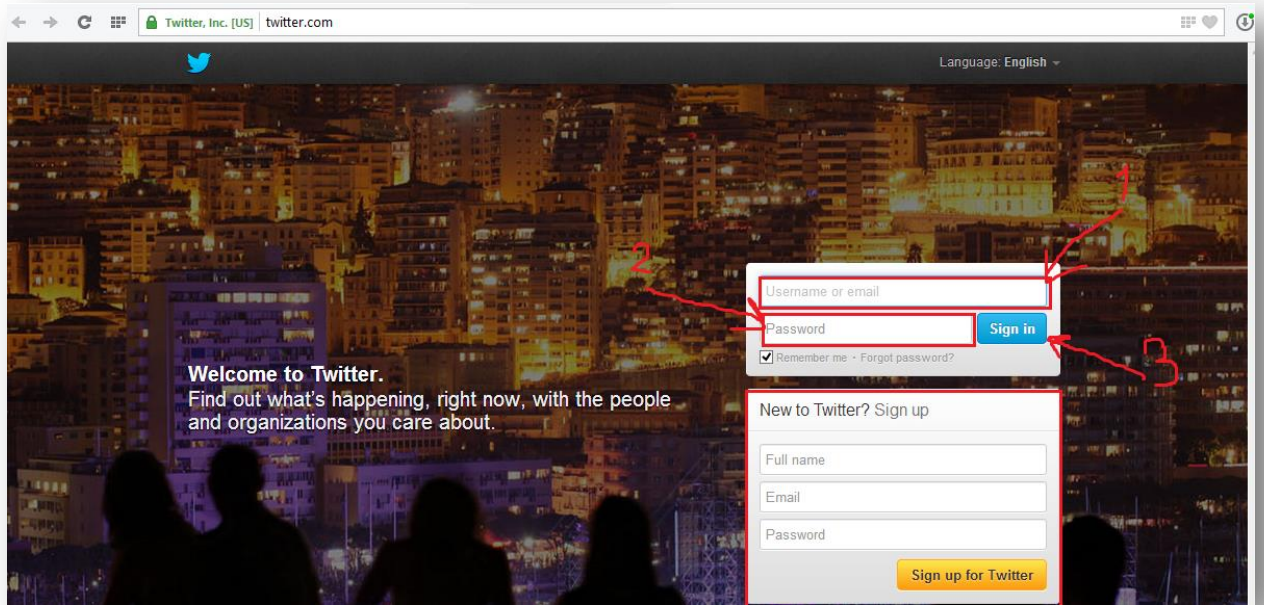 Twitter, Inc. [US] twitter.com
Language: English
1
2
Username or email
Password
Sign in
3
Remember me · Forgot password?
Welcome to Twitter.
Find out what's happening, right now, with the people
and organizations you care about.
New to Twitter? Sign up
Full name
Email
Password
Sign up for Twitter